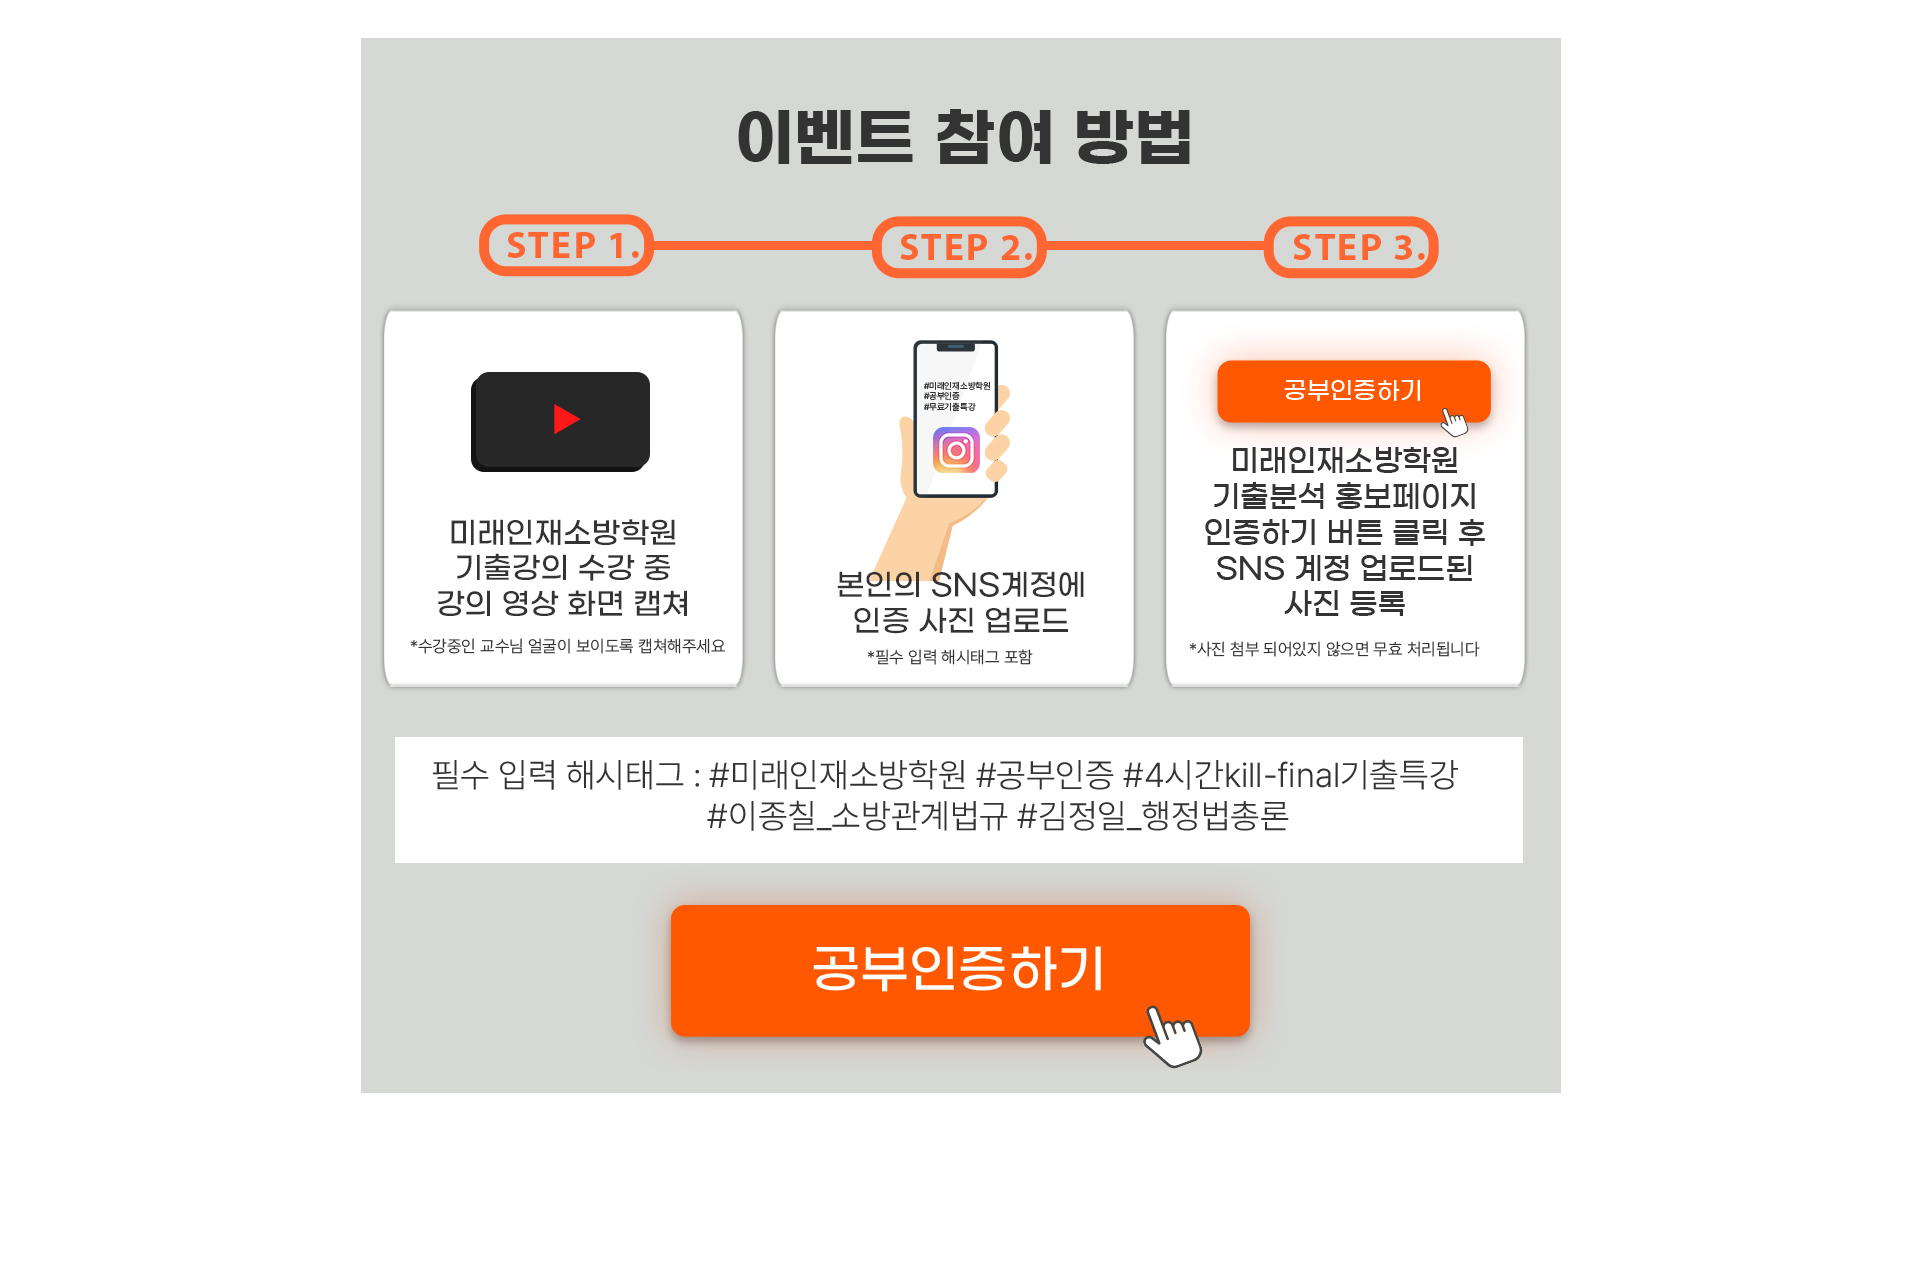 이벤트 참여 방법
STEP 1.
STEP 2.
STEP 3.
미래인재소방학원
기출강의 수강 중
강의 영상 화면 캡쳐
*수강중인 교수님 얼굴이 보이도록 캡쳐해주세요
#미래인재소방학원
#공부인증
#무료기출특강
본인의 SNS계정에
인증 사진 업로드
*필수 입력 해시태그 포함
공부인증하기
미래인재소방학원
기출분석 홍보페이지
인증하기 버튼 클릭 후
SNS 계정 업로드된
사진 등록
*사진 첨부 되어있지 않으면 무효 처리됩니다
필수 입력 해시태그 : #미래인재소방학원 #공부인증 #4시간kill-final기출특강
#이종칠_소방관계법규 #김정일_행정법총론
공부인증하기